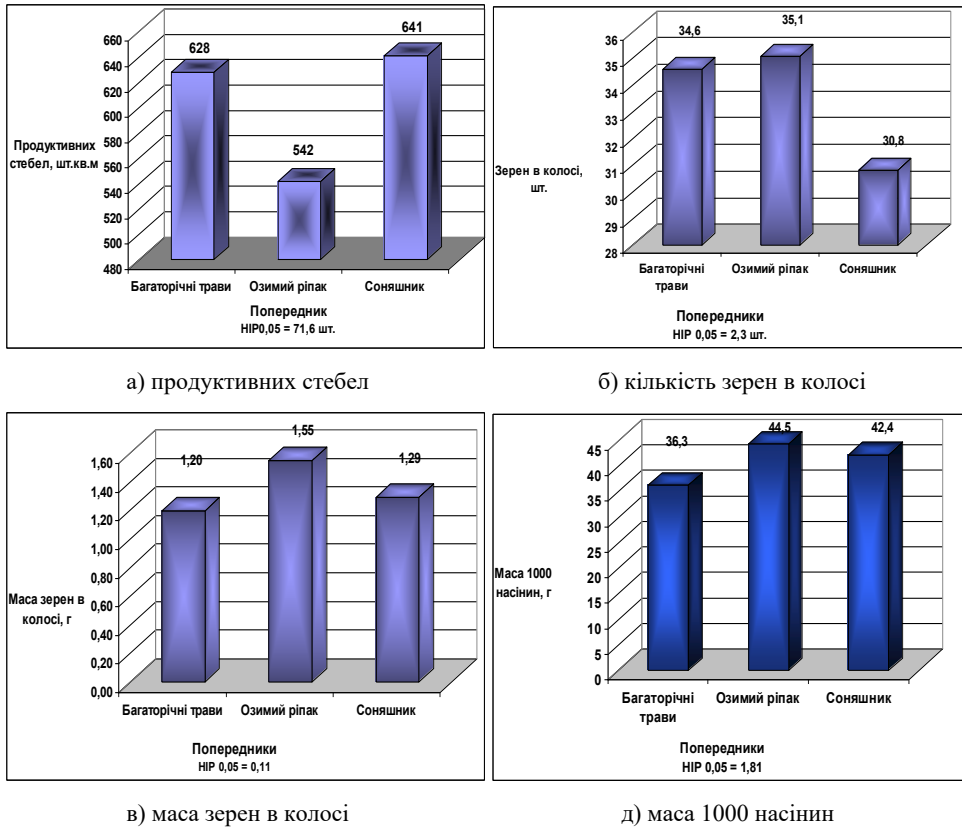 660
640
620
600
580
560
540
520
500
480
Продуктивних
стебел, шт.кв.м
628
542
641
Багаторічні трави Озимий ріпак Соняшник
Попередник
НІР0,05 = 71,6 шт.
а) продуктивних стебел
36
35
34
33
32
31
30
29
28
Зерен в колосі,
шт.
34,6
35,1
30,8
Багаторічні Озимий ріпак Соняшник
трави
Попередники
НІР 0,05 = 2,3 шт.
б) кількість зерен в колосі
1,60
1,40
1,20
1,00
0,80
0,60
0,40
0,20
0,00
Маса зерен в
колосі, г
1,20
1,55
1,29
Багаторічні трави Озимий ріпак Соняшник
Попередники
НІР 0,05 = 0,11
в) маса зерен в колосі
45
40
35
30
25
20
15
10
5
0
Маса 1000
насінин, г
36,3
44,5
42,4
Багаторічні Озимий ріпак Соняшник
трави
Попередники
НІР 0,05 = 1,81
д) маса 1000 насінин